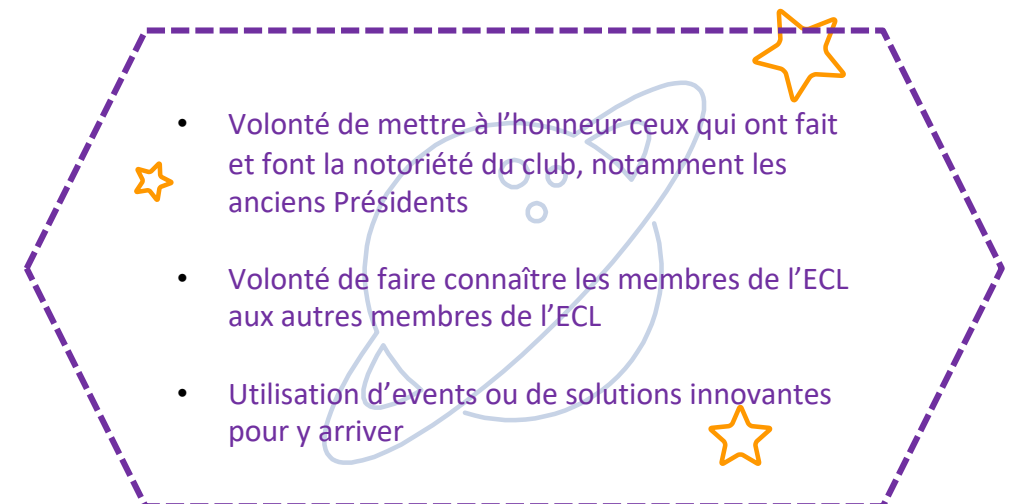 • Volonté de mettre à l’honneur ceux qui ont fait
et font la notoriété du club, notamment les
anciens Présidents
• Volonté de faire connaître les membres de l’ECL
aux autres membres de l’ECL
• Utilisation d’events ou de solutions innovantes
pour y arriver